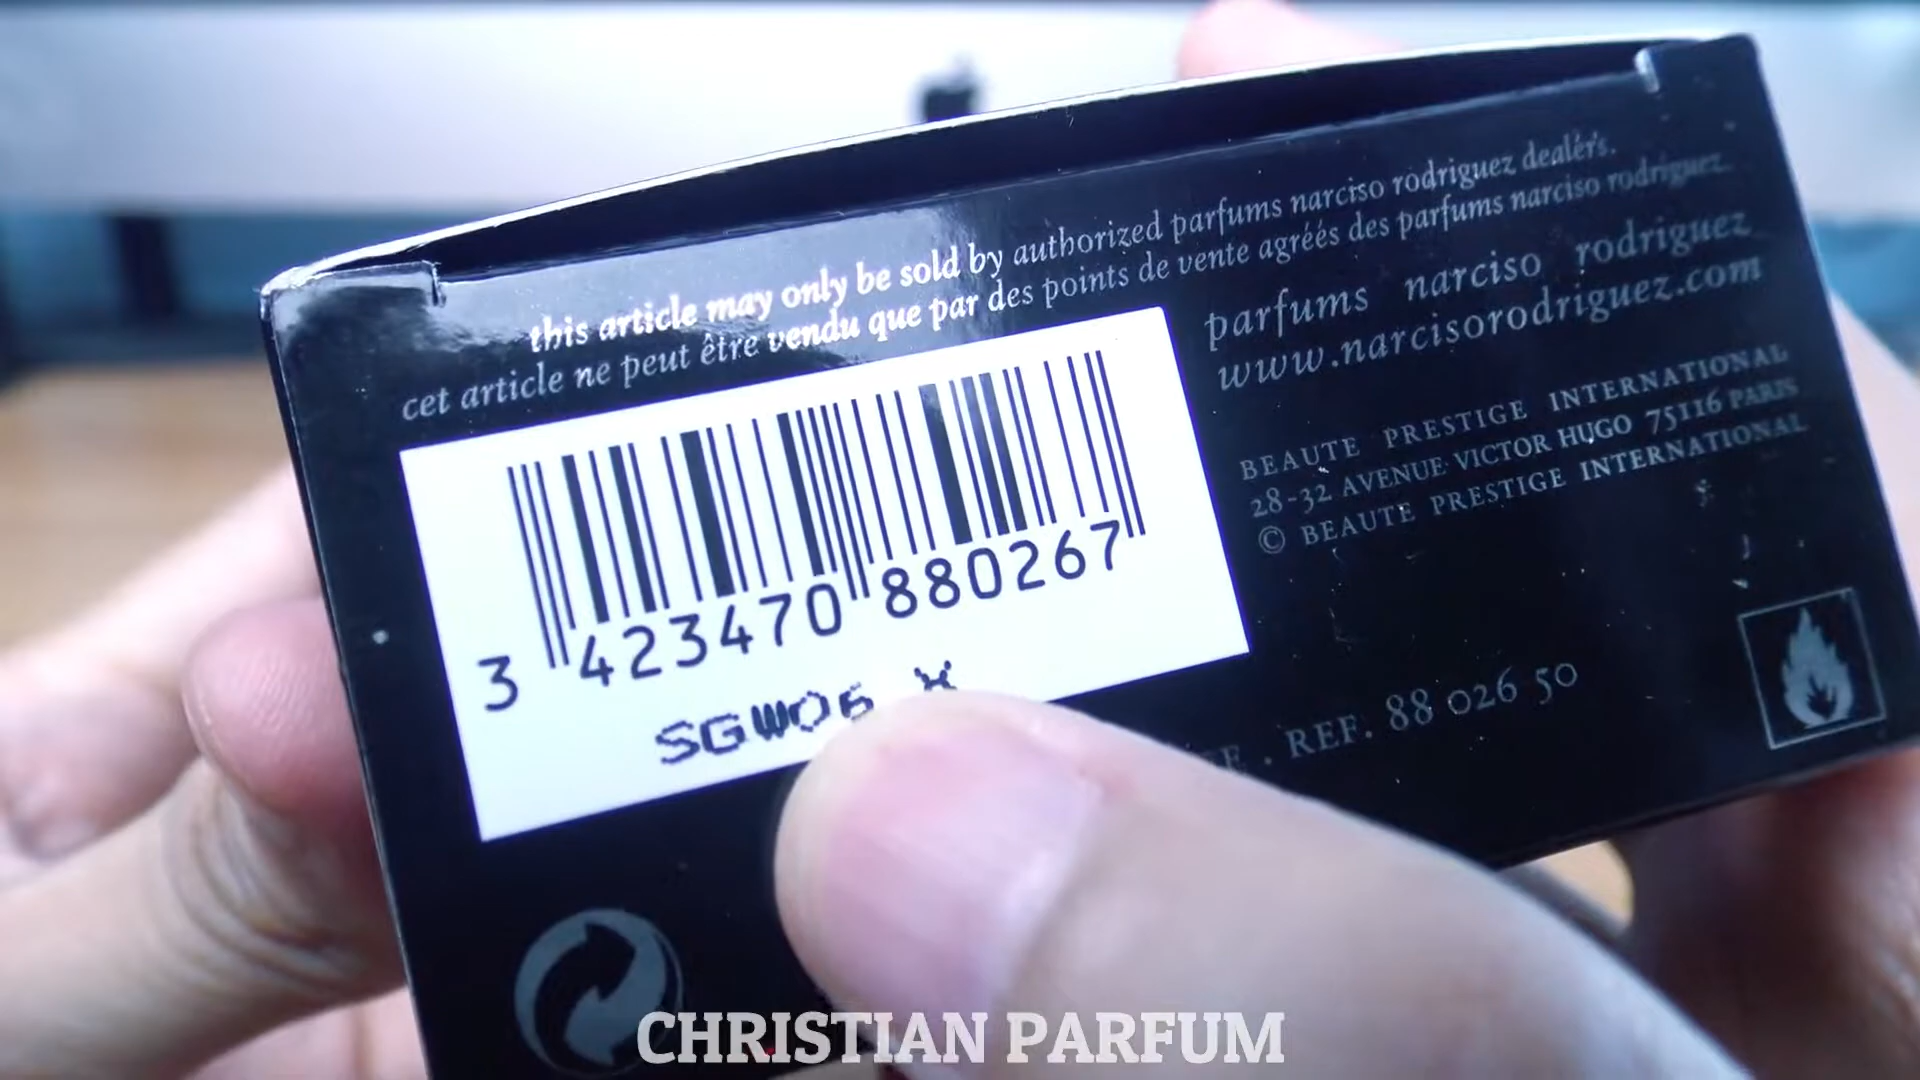 this article may only be sold by authorized parfums narciso rodriguez dealers.
cet article ne peut être vendu que par des points de vente agréés des parfums narciso rodriguez.
parfums narciso rodriguez
www.narcisorodriguez.com
BEAUTE PRESTIGE INTERNATIONAL
28-32 AVENUE VICTOR HUGO 75116 PARIS
© BEAUTE PRESTIGE INTERNATIONAL
3 423470 880267
SGW06
. REF. 88 026 50
CHRISTIAN PARFUM